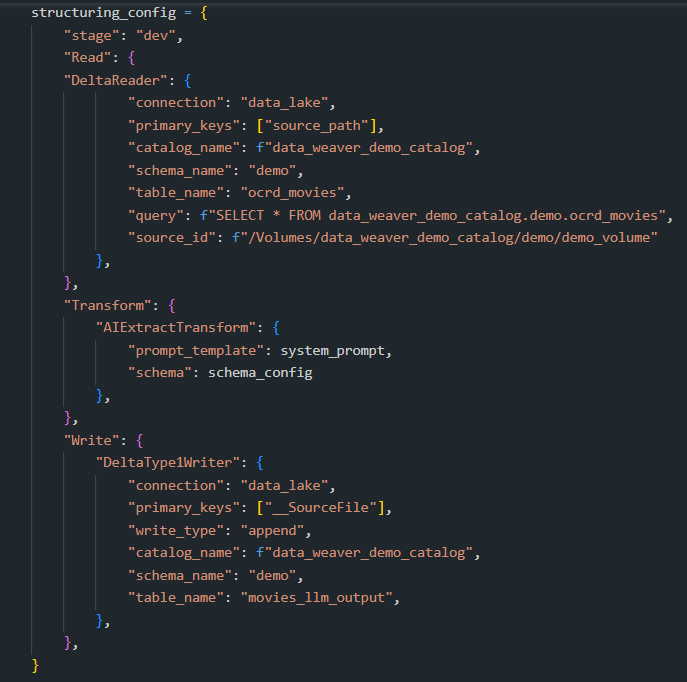 structuring_config = {
"stage": "dev",
"Read": {
"DeltaReader": {
"connection": "data_lake",
"primary_keys": ["source_path"],
"catalog_name": f"data_weaver_demo_catalog",
"schema_name": "demo",
"table_name": "ocrd_movies",
"query": f"SELECT * FROM data_weaver_demo_catalog.demo.ocrd_movies",
"source_id": f"/Volumes/data_weaver_demo_catalog/demo/demo_volume"
},
},
"Transform": {
"AIExtractTransform": {
"prompt_template": system_prompt,
"schema": schema_config
},
},
"Write": {
"DeltaType1Writer": {
"connection": "data_lake",
"primary_keys": ["__SourceFile"],
"write_type": "append",
"catalog_name": f"data_weaver_demo_catalog",
"schema_name": "demo",
"table_name": "movies_llm_output",
},
},
}